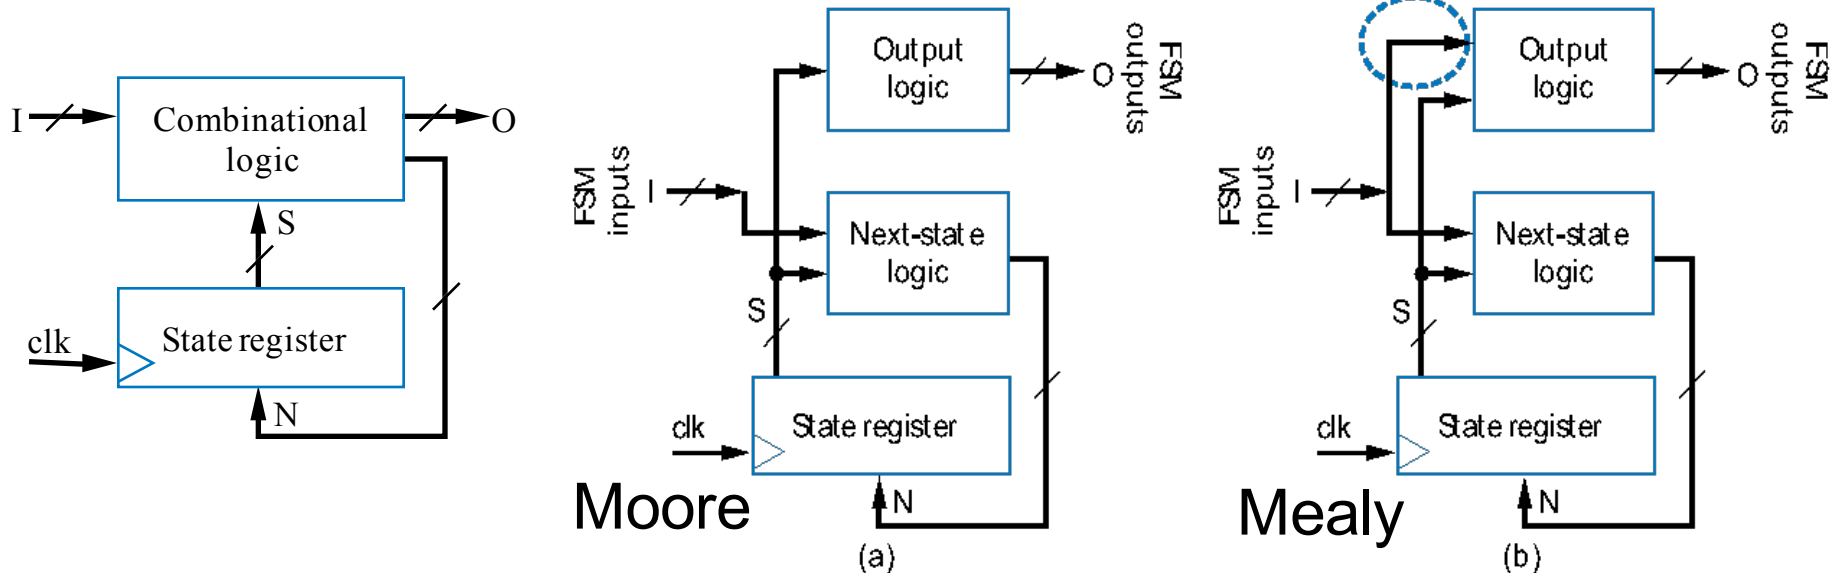 I
Combinational
logic
O
S
clk
State register
N
Output
logic
O
FSM
outputs
FSM
inputs
I
Next-state
logic
S
clk
State register
N
Moore
(a)
Output
logic
O
FSM
outputs
FSM
inputs
I
Next-state
logic
S
clk
State register
N
Mealy
(b)